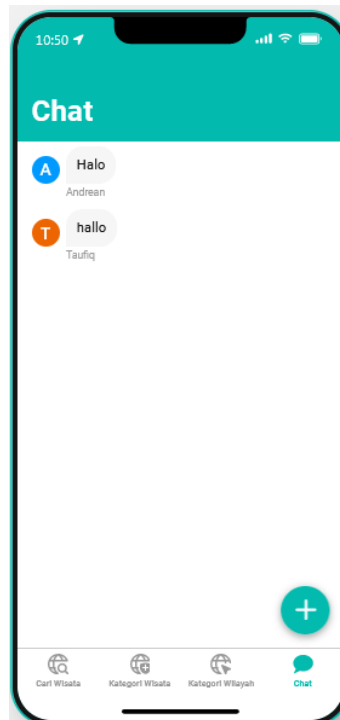 10:50
Chat
A
Halo
Andrean
T
hallo
Taufiq
Cari Wisata
Kategori Wisata
Kategori Wilayah
Chat